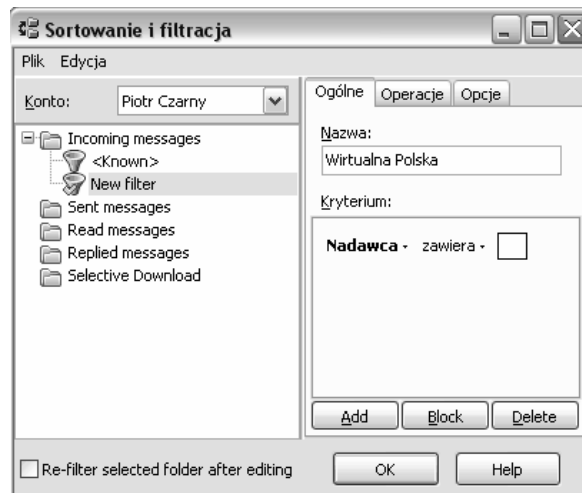 Sortowanie i filtracja
Plik Edycja
Konto: Piotr Czarny
Incoming messages
<Known>
New filter
Sent messages
Read messages
Replied messages
Selective Download
Ogólne Operacje Opcje
Nazwa:
Wirtualna Polska
Kryterium:
Nadawca zawiera
Add Block Delete
Re-filter selected folder after editing
OK Help